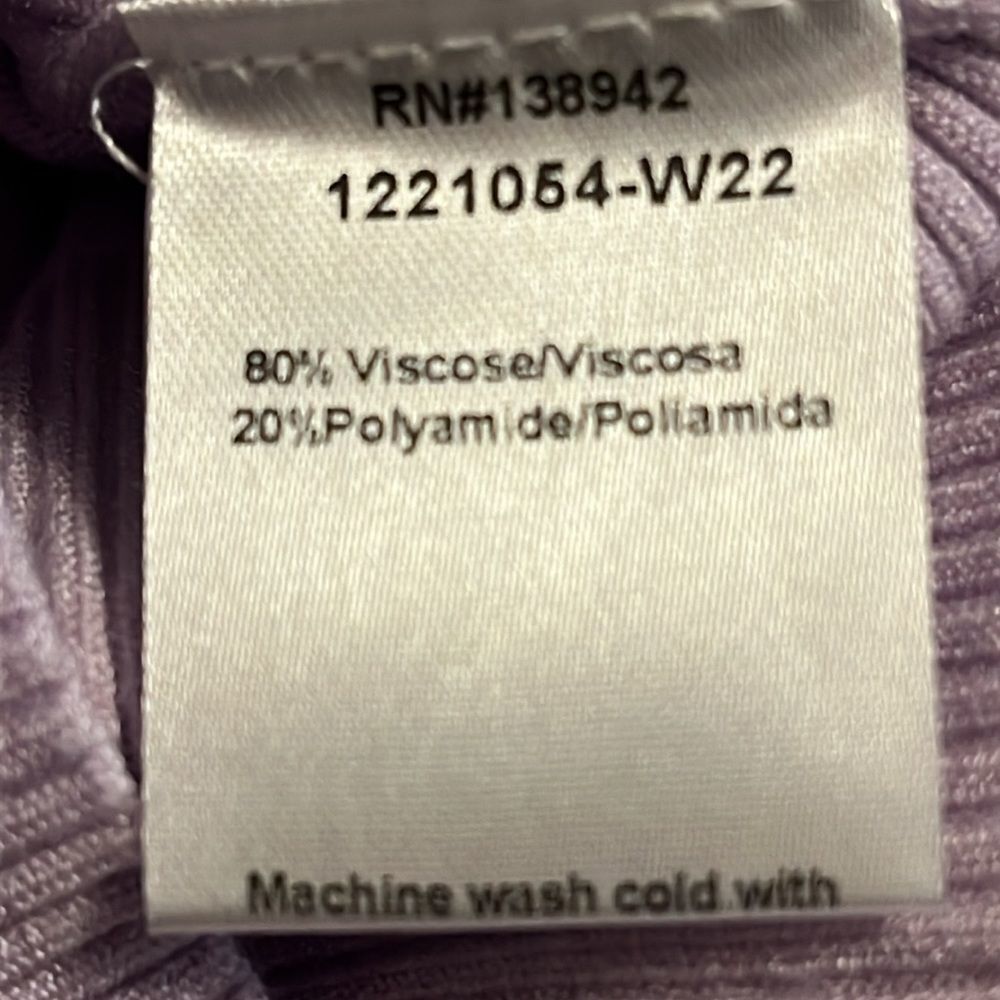 RN#138942
1221054-W22
80% Viscose/Viscosa
20%Polyamide/Poliamida
Machine wash cold with